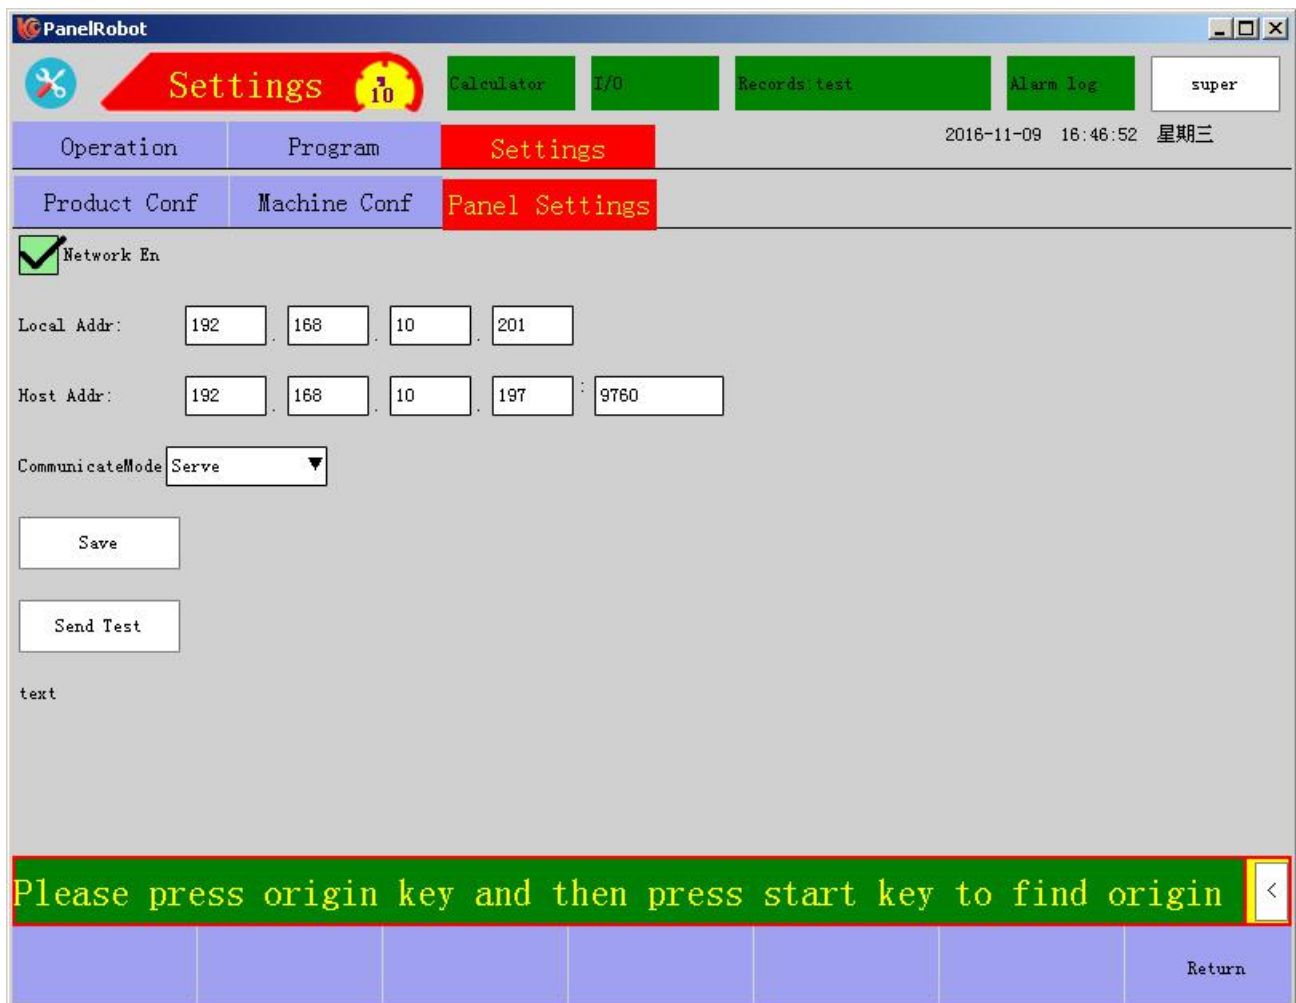 PanelRobot
Settings
10
Calculator
I/O
Records:test
Alarm log
super
Operation
Program
Settings
2016-11-09 16:46:52 星期三
Product Conf
Machine Conf
Panel Settings
Network En
Local Addr: 192 . 168 . 10 . 201
Host Addr: 192 . 168 . 10 . 197 : 9760
CommunicateMode Serve
Save
Send Test
text
Please press origin key and then press start key to find origin
<
Return